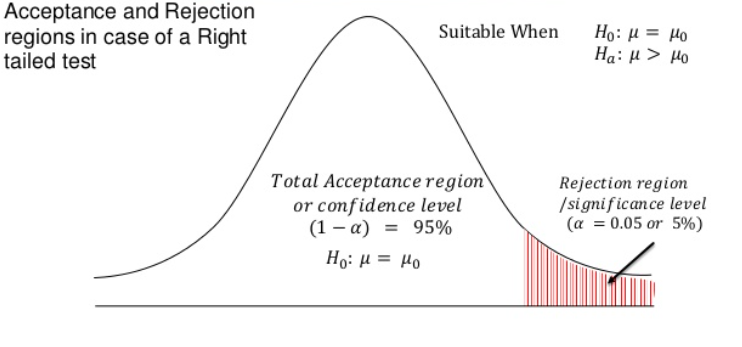 Acceptance and Rejection
regions in case of a Right
tailed test
Suitable When
H₀: μ = μ₀
Hₐ: μ > μ₀
Total Acceptance region
or confidence level
(1 − α) = 95%
H₀: μ = μ₀
Rejection region
/significance level
(α = 0.05 or 5%)